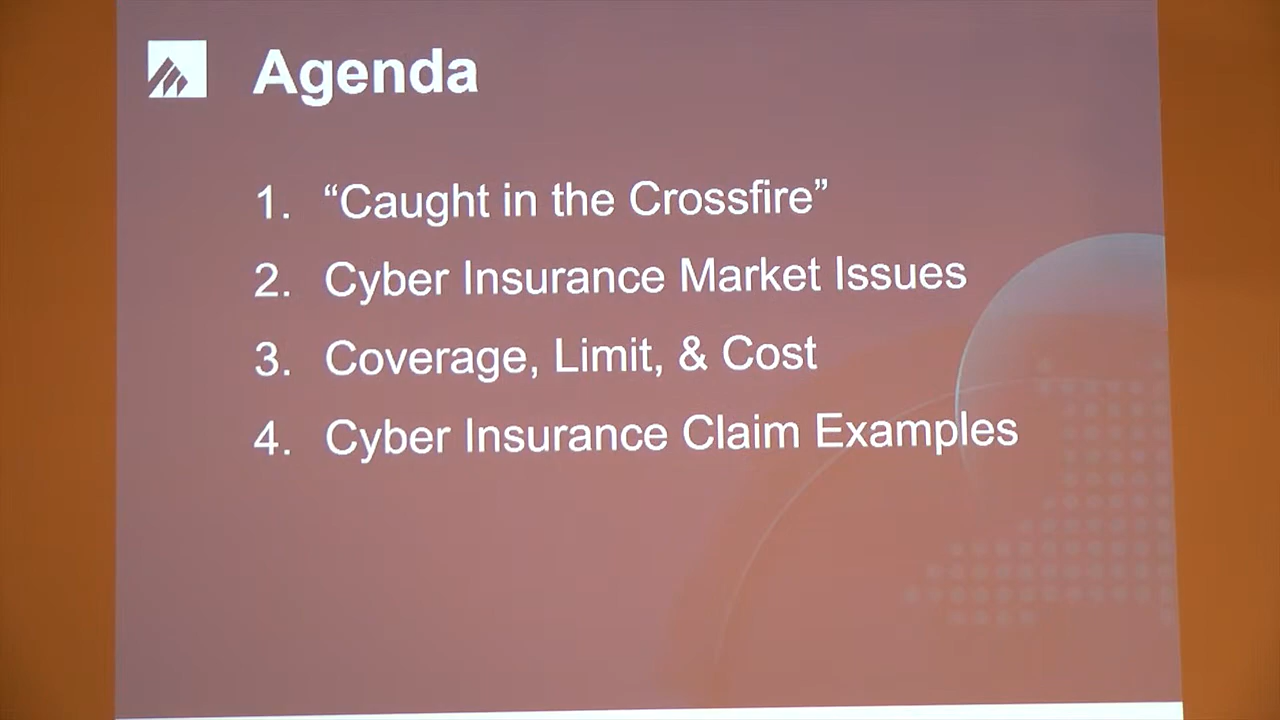 Agenda
1. “Caught in the Crossfire”
2. Cyber Insurance Market Issues
3. Coverage, Limit, & Cost
4. Cyber Insurance Claim Examples